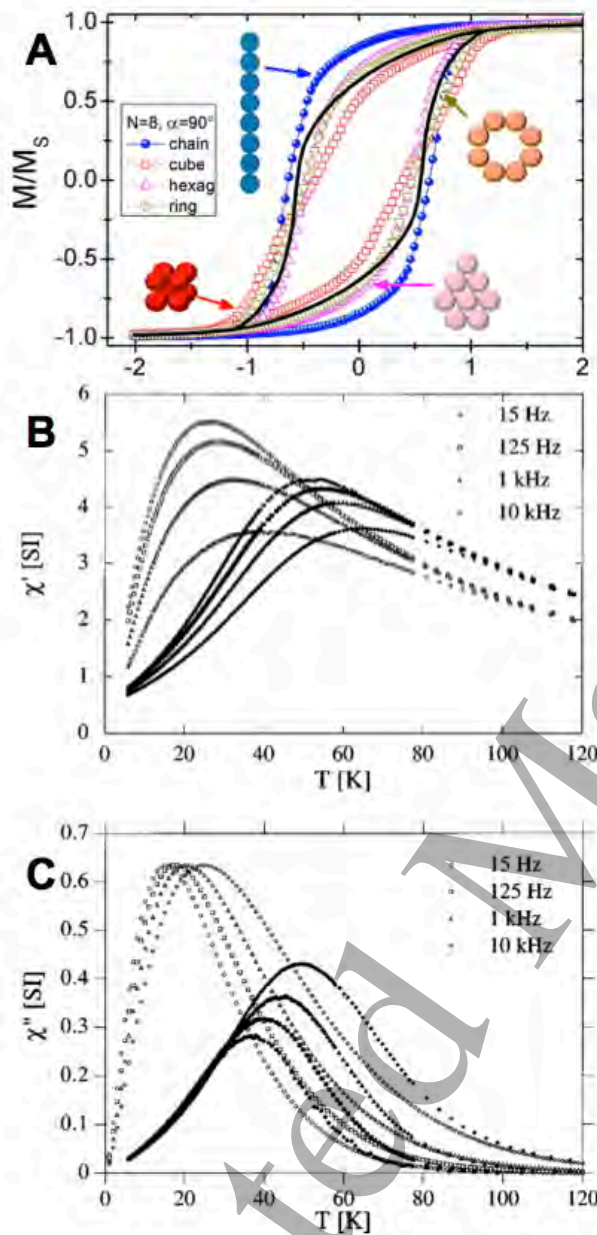 A
1.0
0.5
0.0
-0.5
-1.0
M/M_S
N=8, α=90°
chain
cube
hexag
ring
-2 -1 0 1 2
B
6
5
4
3
2
1
0
χ' [SI]
15 Hz
125 Hz
1 kHz
10 kHz
0 20 40 60 80 100 120
T [K]
C
0.7
0.6
0.5
0.4
0.3
0.2
0.1
0
χ" [SI]
15 Hz
125 Hz
1 kHz
10 kHz
0 20 40 60 80 100 120
T [K]